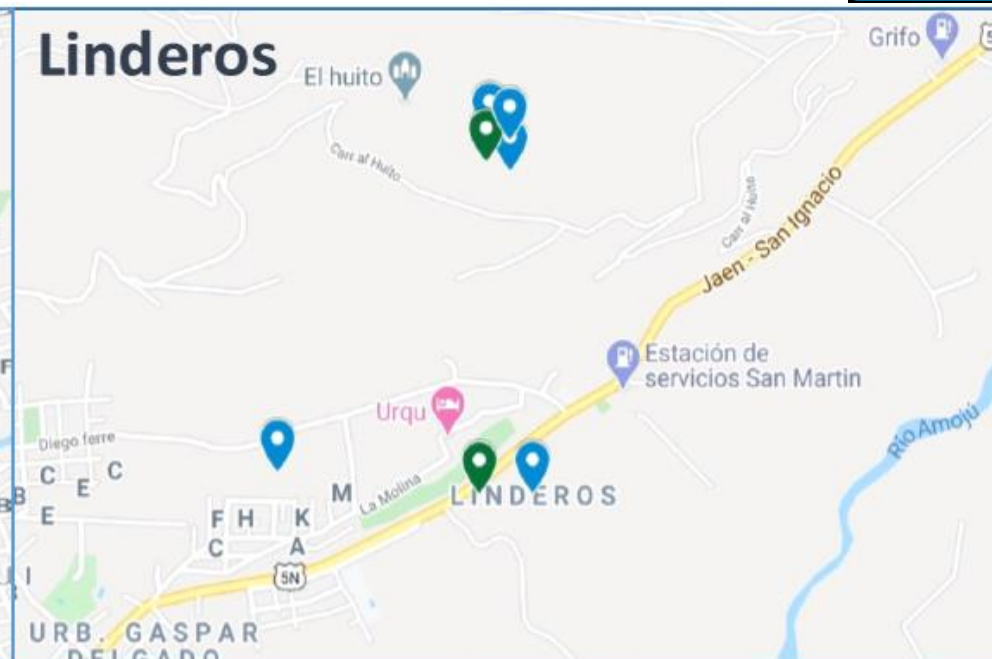 Linderos
Grifo
El huito
Carr al Huito
Carr al Huito
Jaen - San Ignacio
Estación de
servicios San Martin
Urqu
Río Amojú
Diego ferre
C
E
C
B
B
E
M
La Molina
LINDEROS
F H K
C A
5N
I
URB. GASPAR
DELGADO